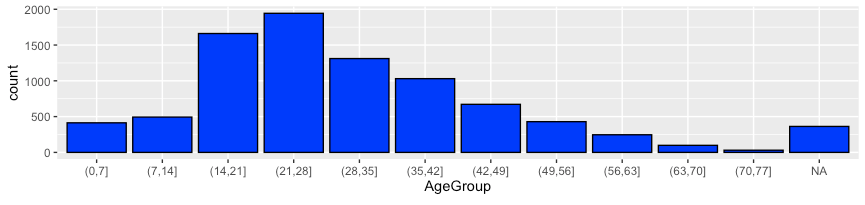 2000
1500
1000
500
0
count
(0,7] (7,14] (14,21] (21,28] (28,35] (35,42] (42,49] (49,56] (56,63] (63,70] (70,77] NA
AgeGroup